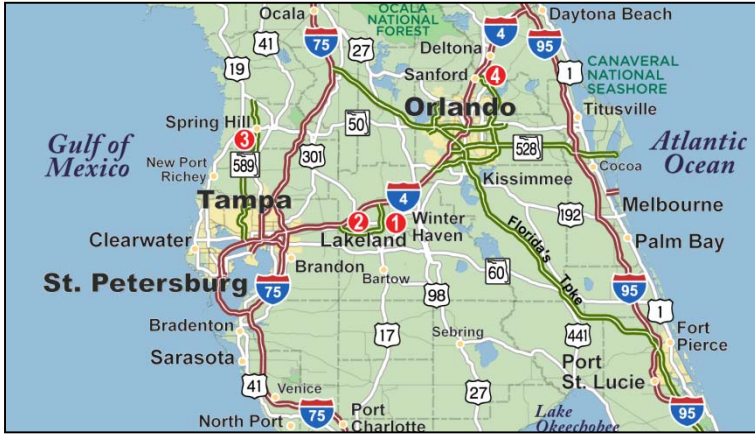 Ocala
OCALA
NATIONAL
FOREST
Daytona Beach
75
41
27
4
95
Deltona
19
1
CANAVERAL
NATIONAL
SEASHORE
Sanford
4
Orlando
Titusville
Spring Hill
50
3
Gulf of
Mexico
Atlantic
Ocean
301
528
New Port
Richey
589
Cocoa
Kissimmee
Tampa
4
Melbourne
192
2
1
Winter
Haven
Clearwater
Lakeland
Florida's Tpke
Palm Bay
Brandon
Bartow
60
St. Petersburg
75
98
95
1
Bradenton
17
Sebring
441
Fort
Pierce
Sarasota
Port
St. Lucie
41
Venice
27
North Port
75
Port
Charlotte
Lake
Okeechobee
95